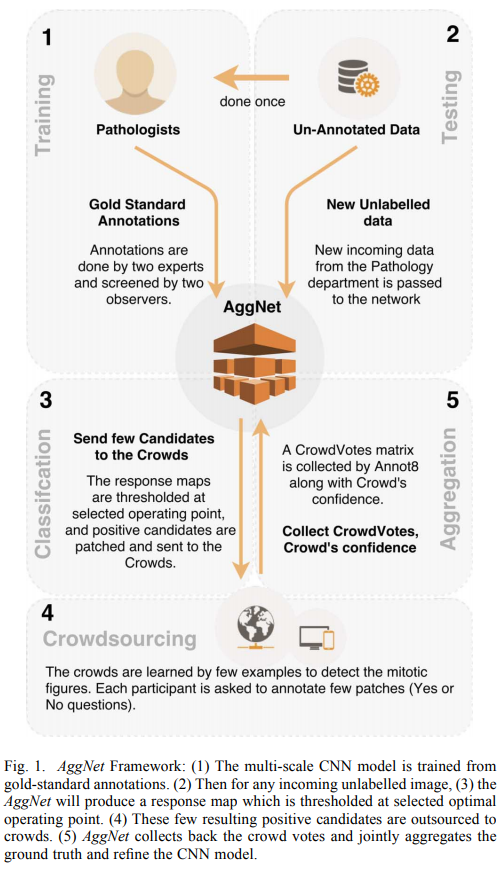 1
2
Training
Testing
done once
Pathologists
Un-Annotated Data
Gold Standard
Annotations
Annotations are
done by two experts
and screened by two
observers.
New Unlabelled
data
New incoming data
from the Pathology
department is passed
to the network
AggNet
3
5
Classifcation
Aggregation
Send few Candidates
to the Crowds
The response maps
are thresholded at
selected operating point,
and positive candidates are
patched and sent to the
Crowds.
A CrowdVotes matrix
is collected by Annot8
along with Crowd's
confidence.
Collect CrowdVotes,
Crowd's confidence
4
Crowdsourcing
The crowds are learned by few examples to detect the mitotic
figures. Each participant is asked to annotate few patches (Yes or
No questions).
Fig. 1. AggNet Framework: (1) The multi-scale CNN model is trained from
gold-standard annotations. (2) Then for any incoming unlabelled image, (3) the
AggNet will produce a response map which is thresholded at selected optimal
operating point. (4) These few resulting positive candidates are outsourced to
crowds. (5) AggNet collects back the crowd votes and jointly aggregates the
ground truth and refine the CNN model.